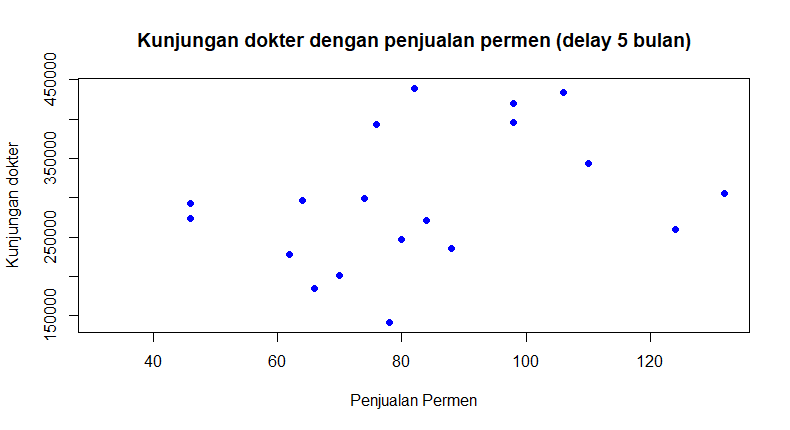 Kunjungan dokter dengan penjualan permen (delay 5 bulan)
Kunjungan dokter
450000
350000
250000
150000
40 60 80 100 120
Penjualan Permen